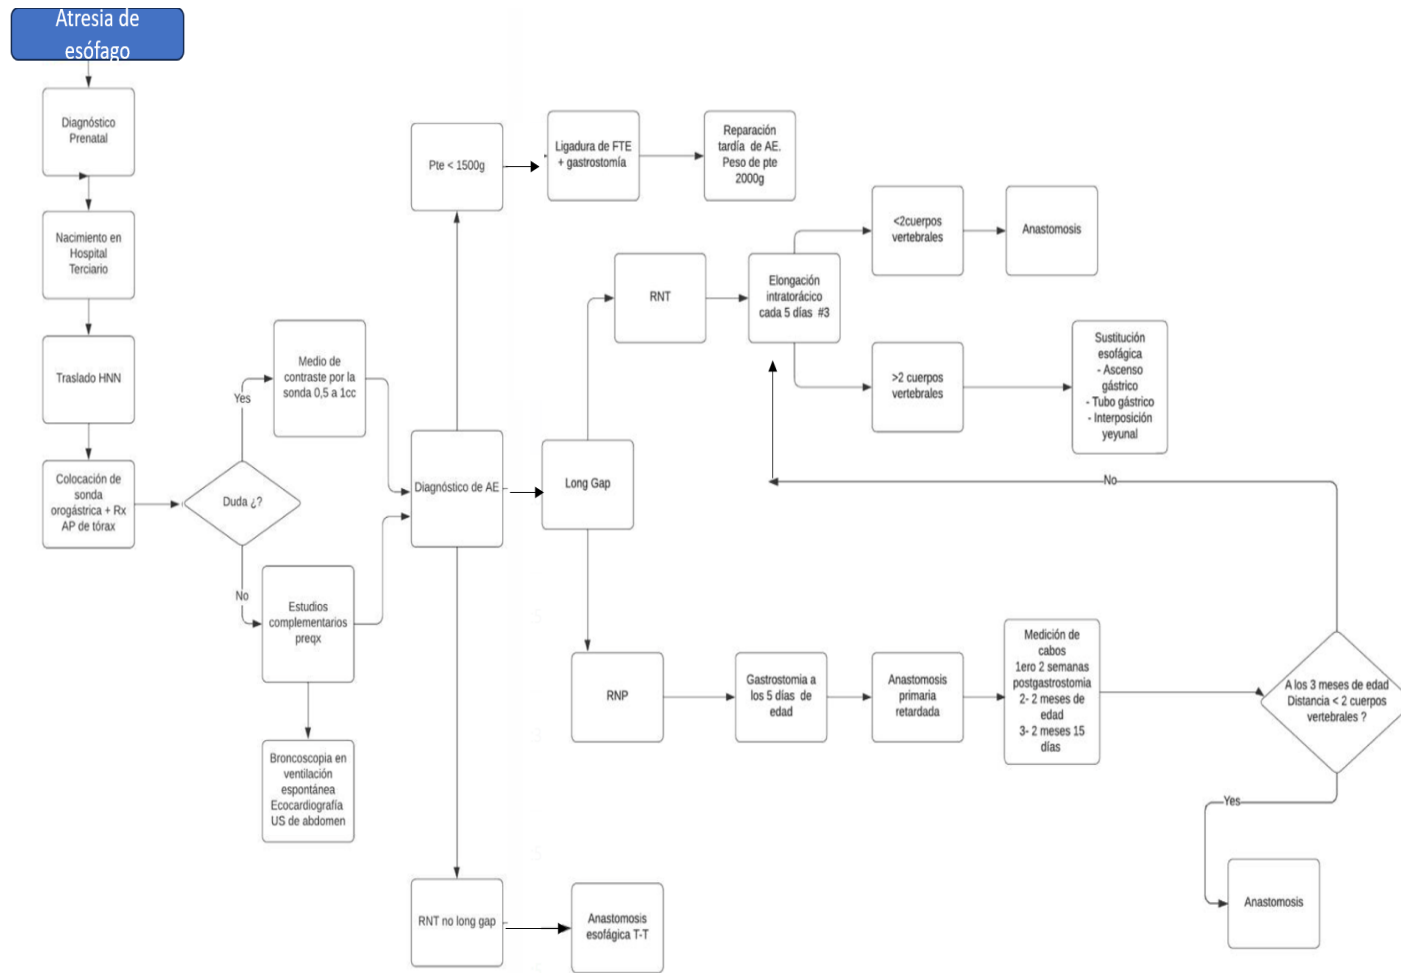 Atresia de
esófago
Diagnóstico
Prenatal
Nacimiento en
Hospital
Terciario
Traslado HNN
Colocación de
sonda
orogástrica + Rx
AP de tórax
Duda ¿?
Yes
Medio de
contraste por la
sonda 0,5 a 1cc
No
Estudios
complementarios
preqx
Broncoscopia en
ventilación
espontánea
Ecocardiografía
US de abdomen
Diagnóstico de AE
Pte < 1500g
Ligadura de FTE
+ gastrostomía
Reparación
tardía de AE.
Peso de pte
2000g
Long Gap
RNT
Elongación
intratorácico
cada 5 días #3
<2cuerpos
vertebrales
Anastomosis
>2 cuerpos
vertebrales
Sustitución
esofágica
- Ascenso
gástrico
- Tubo gástrico
- Interposición
yeyunal
RNP
Gastrostomia a
los 5 días de
edad
Anastomosis
primaria
retardada
Medición de
cabos
1ero 2 semanas
postgastrostomía
2- 2 meses de
edad
3- 2 meses 15
días
A los 3 meses de edad
Distancia < 2 cuerpos
vertebrales ?
No
Yes
Anastomosis
RNT no long gap
Anastomosis
esofágica T-T